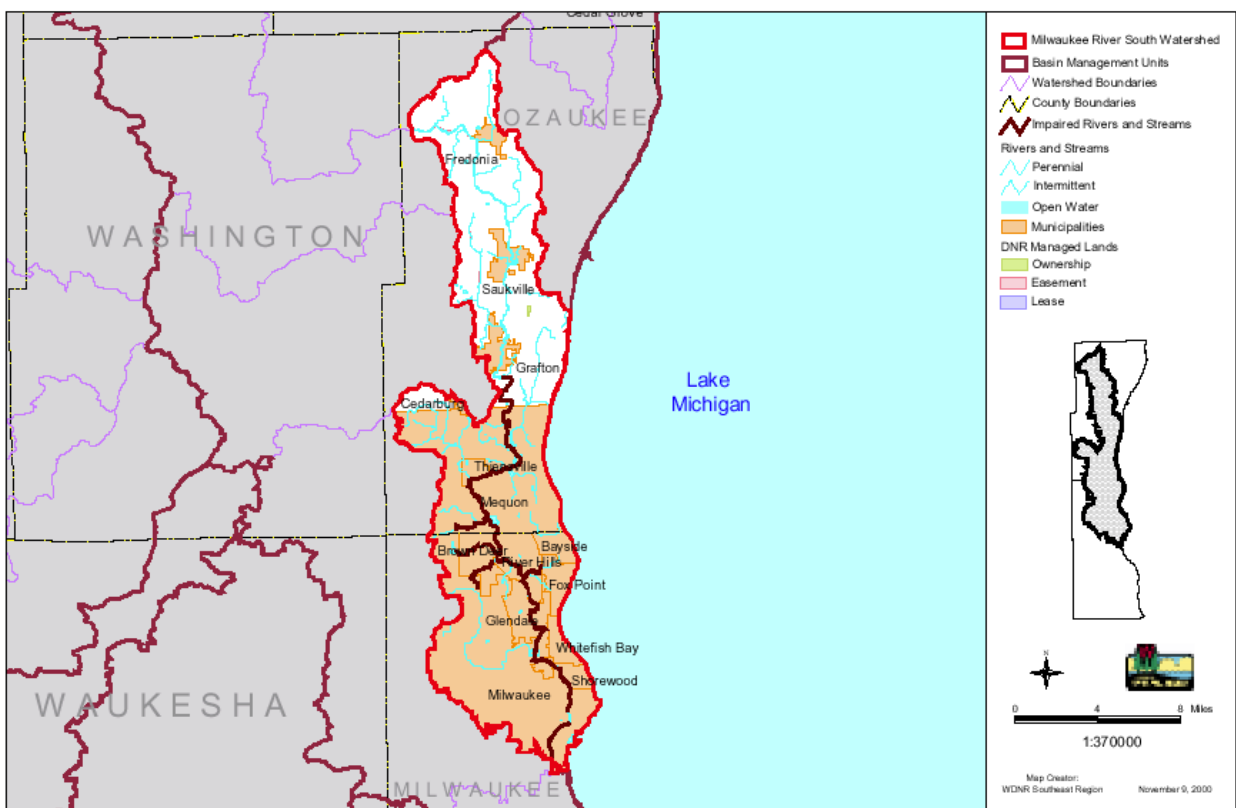 Cedar Grove
OZAUKEE
Fredonia
WASHINGTON
Saukville
Grafton
Cedarburg
Lake
Michigan
Thiensville
Mequon
Bayside
Brown Deer
River Hills
Fox Point
Glendale
Whitefish Bay
Shorewood
Milwaukee
WAUKESHA
MILWAUKEE
Milwaukee River South Watershed
Basin Management Units
Watershed Boundaries
County Boundaries
Impaired Rivers and Streams
Rivers and Streams
Perennial
Intermittent
Open Water
Municipalities
DNR Managed Lands
Ownership
Easement
Lease
N
0 4 8 Miles
1:370000
Map Creator:
WDNR Southeast Region November 9, 2000